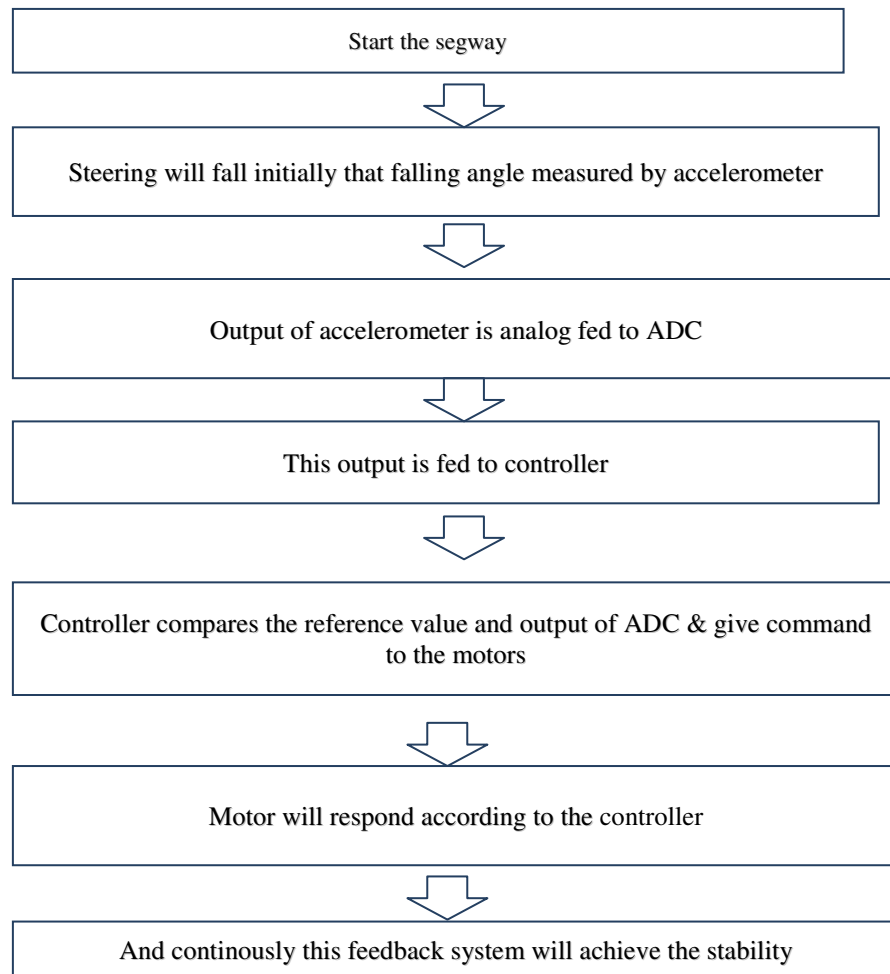 Start the segway
Steering will fall initially that falling angle measured by accelerometer
Output of accelerometer is analog fed to ADC
This output is fed to controller
Controller compares the reference value and output of ADC & give command
to the motors
Motor will respond according to the controller
And continously this feedback system will achieve the stability